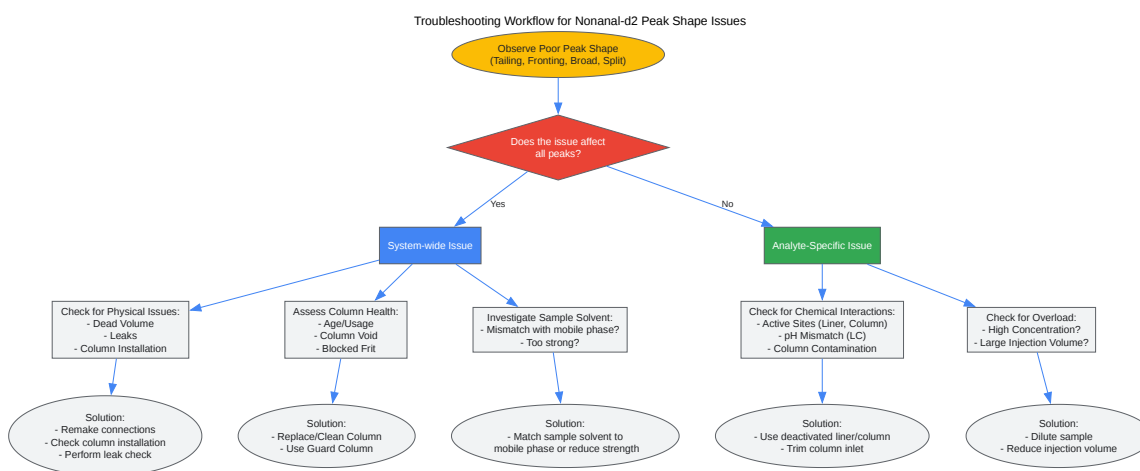 Troubleshooting Workflow for Nonanal-d2 Peak Shape Issues
Observe Poor Peak Shape
(Tailing, Fronting, Broad, Split)
Does the issue affect
all peaks?
Yes
No
System-wide Issue
Analyte-Specific Issue
Check for Physical Issues:
- Dead Volume
- Leaks
- Column Installation
Assess Column Health:
- Age/Usage
- Column Void
- Blocked Frit
Investigate Sample Solvent:
- Mismatch with mobile phase?
- Too strong?
Check for Chemical Interactions:
- Active Sites (Liner, Column)
- pH Mismatch (LC)
- Column Contamination
Check for Overload:
- High Concentration?
- Large Injection Volume?
Solution:
- Remake connections
- Check column installation
- Perform leak check
Solution:
- Replace/Clean Column
- Use Guard Column
Solution:
- Match sample solvent to
mobile phase or reduce strength
Solution:
- Use deactivated liner/column
- Trim column inlet
Solution:
- Dilute sample
- Reduce injection volume